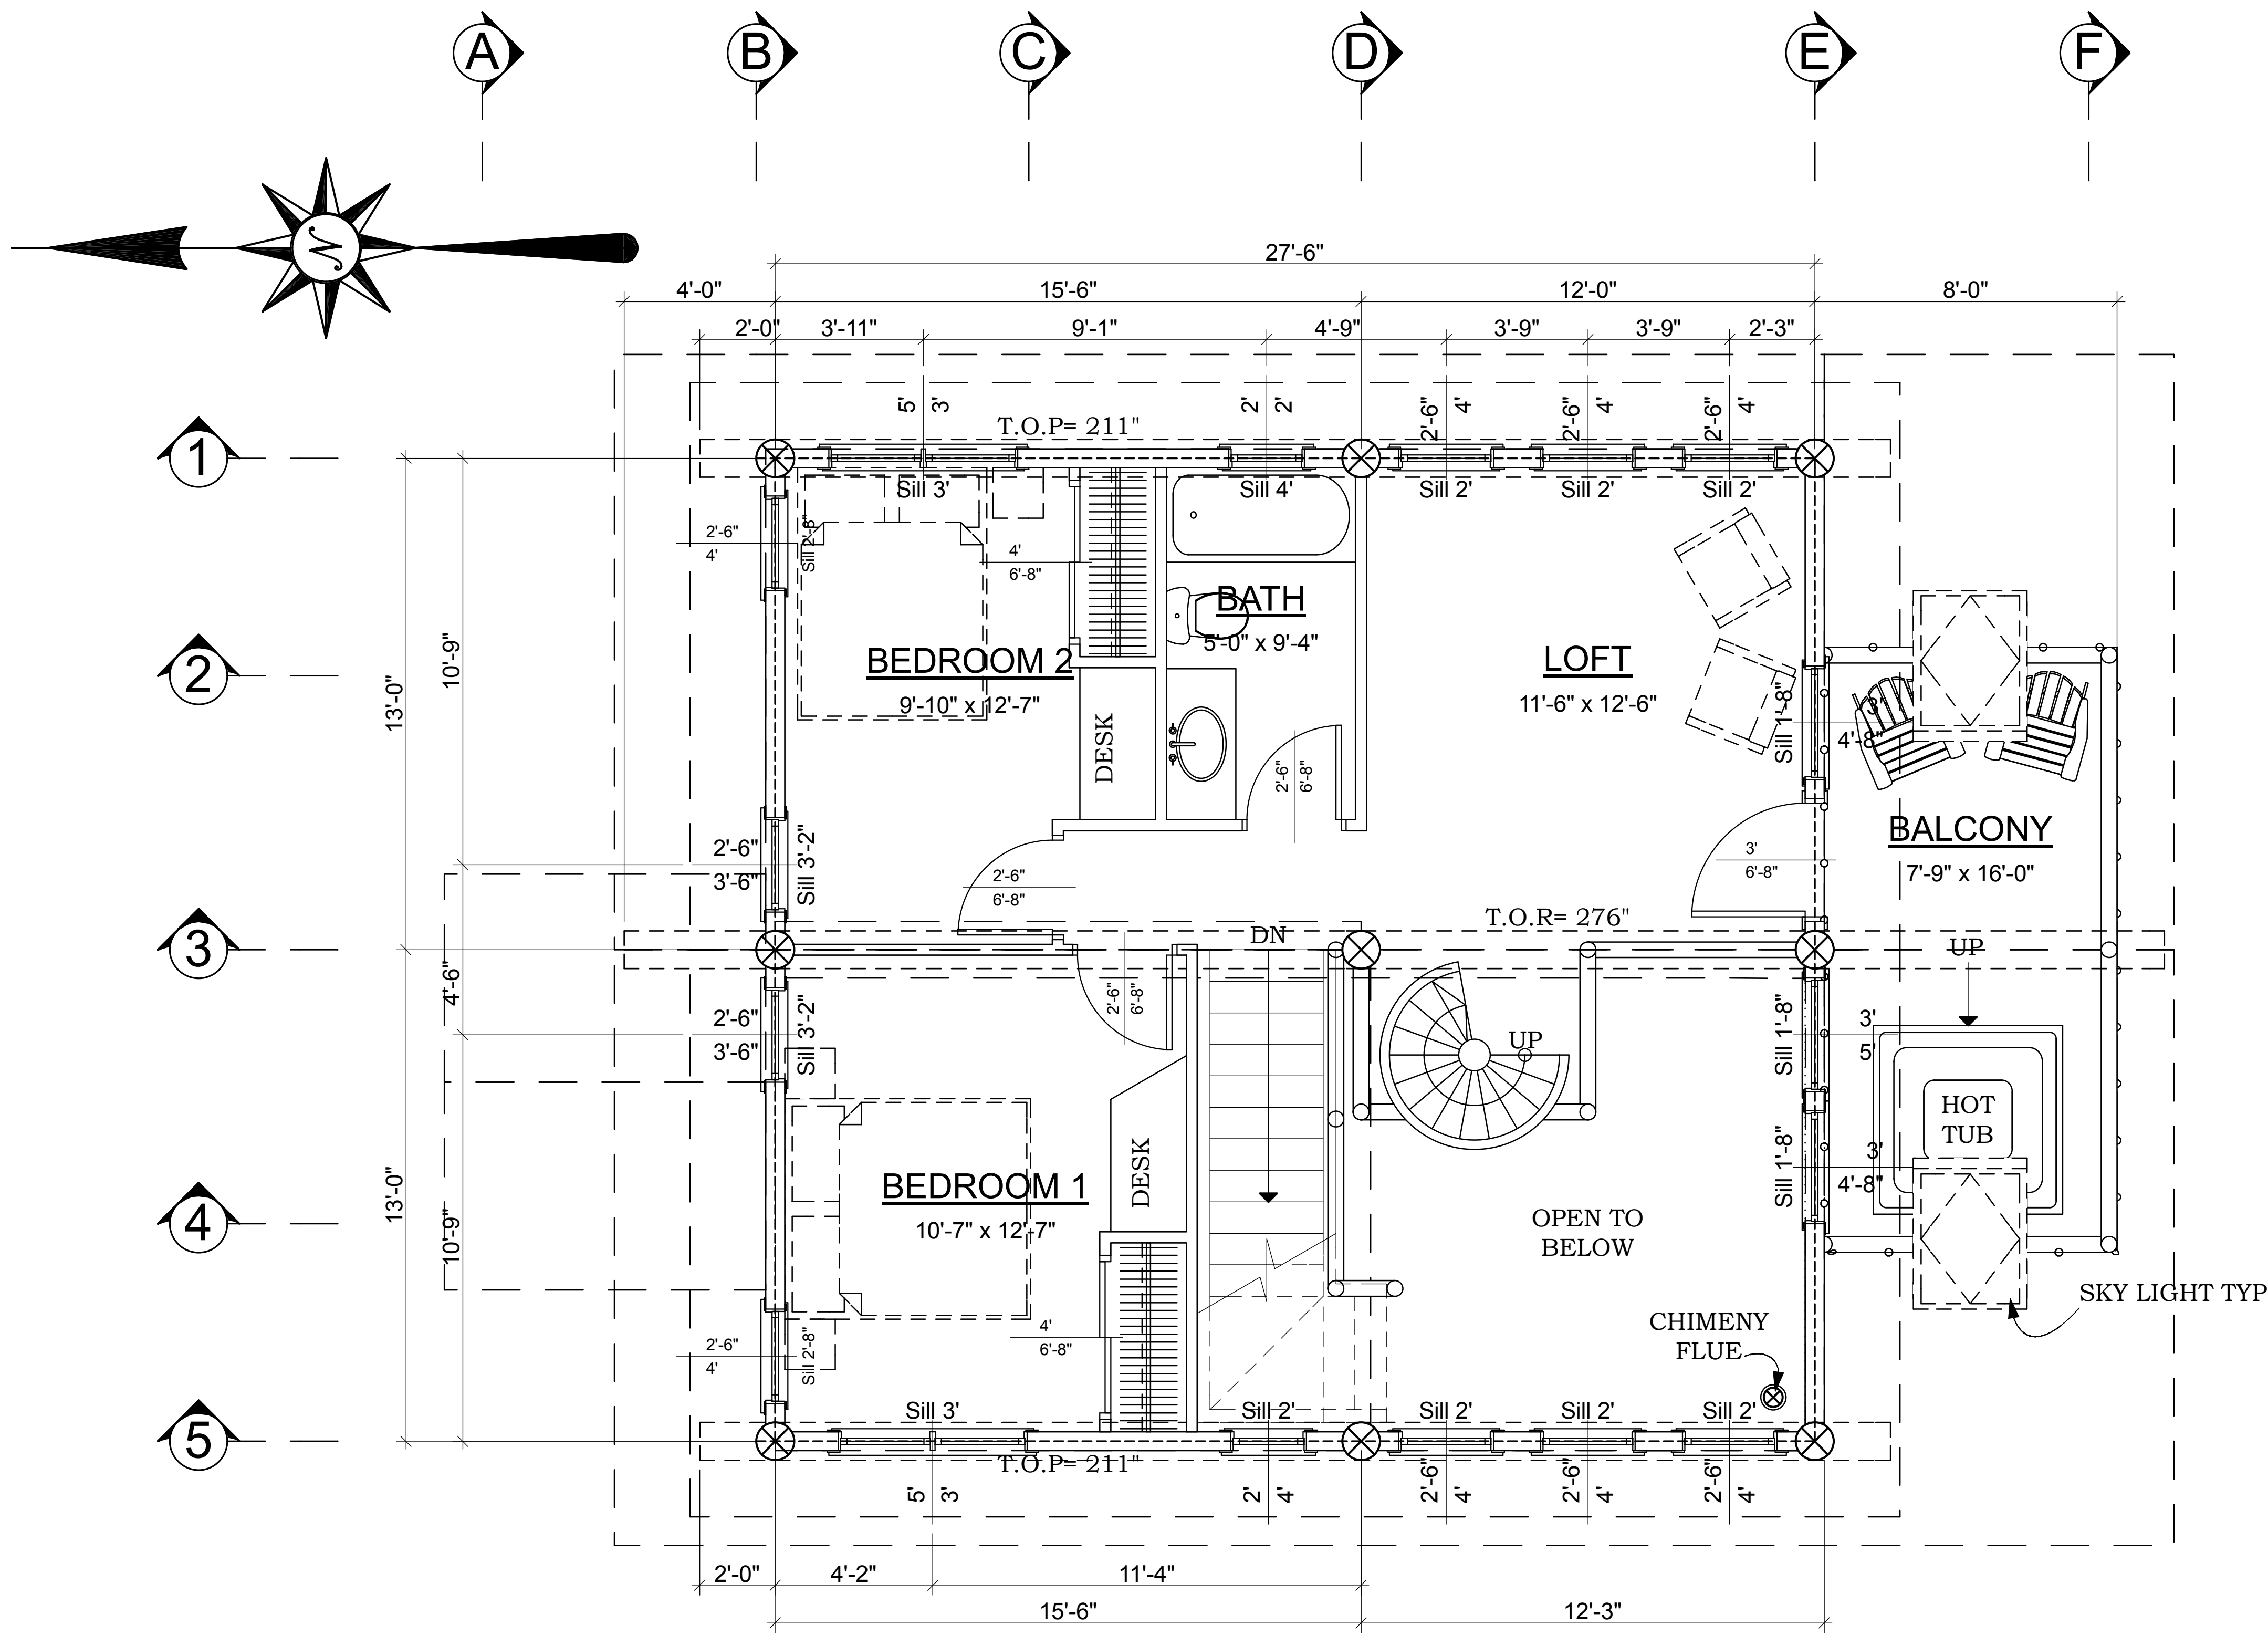 A B C D E F
N
27'-6"
4'-0" 15'-6" 12'-0" 8'-0"
2'-0" 3'-11" 9'-1" 4'-9" 3'-9" 3'-9" 2'-3"
5' 3' 2' 2' 2'-6" 4' 2'-6" 4' 2'-6" 4'
T.O.P= 211"
1
Sill 3' Sill 4' Sill 2' Sill 2' Sill 2'
2'-6"
4'
Sill 2'-8"
4'
6'-8"
BATH
5'-0" x 9'-4"
2
10'-9"
13'-0"
BEDROOM 2
9'-10" x 12'-7"
LOFT
11'-6" x 12'-6"
DESK
2'-6"
6'-8"
Sill 1'-8"
3'
4'-8"
BALCONY
7'-9" x 16'-0"
2'-6"
3'-6"
Sill 3'-2"
2'-6"
6'-8"
3'
6'-8"
T.O.R= 276"
3
DN
UP
4'-6"
2'-6"
3'-6"
Sill 3'-2"
2'-6"
6'-8"
UP
Sill 1'-8"
3'
5'
HOT
TUB
DESK
Sill 1'-8"
3'
4'-8"
BEDROOM 1
10'-7" x 12'-7"
4
13'-0"
10'-9"
OPEN TO
BELOW
SKY LIGHT TYP
CHIMENY
FLUE
2'-6"
4'
Sill 2'-8"
4'
6'-8"
5
Sill 3' Sill 2' Sill 2' Sill 2' Sill 2'
T.O.P= 211"
5' 3' 2' 4' 2'-6" 4' 2'-6" 4' 2'-6" 4'
2'-0" 4'-2" 11'-4"
15'-6" 12'-3"